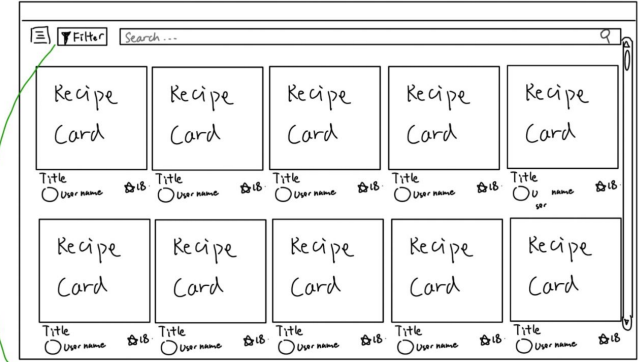 Filter
Search...
Recipe Recipe Recipe Recipe Recipe
Card Card Card Card Card
Title Title Title Title Title
User name 18 User name 18 User name 18 User name 18 U name 18
ser
Recipe Recipe Recipe Recipe Recipe
Card Card Card Card Card
Title Title Title Title Title
User name 18 User name 18 User name 18 User name 18 User name 18